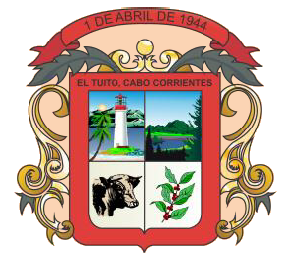 1 DE ABRIL DE 1944
EL TUITO, CABO CORRIENTES